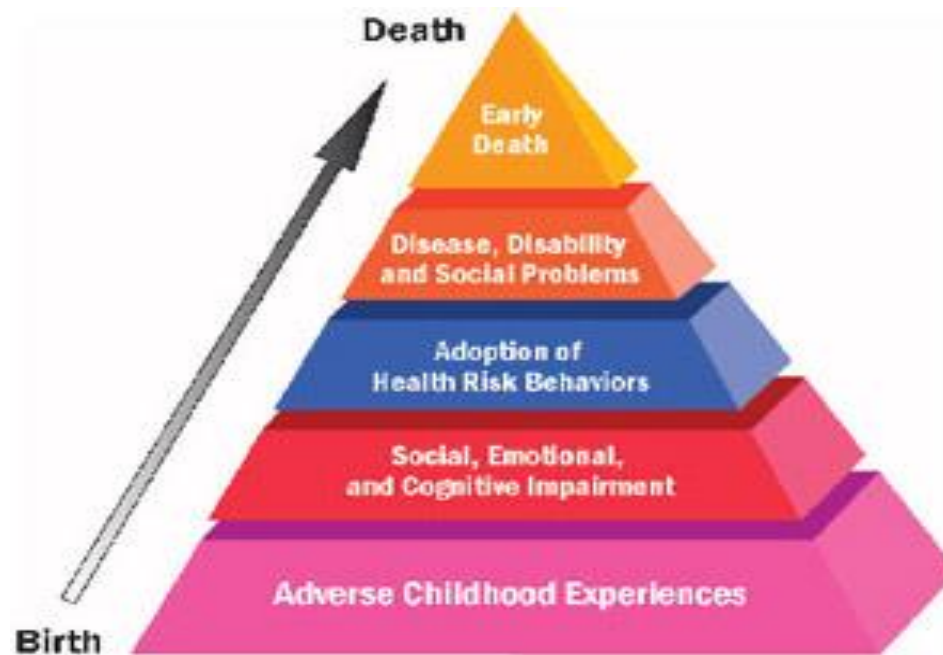 Death
Early
Death
Disease, Disability
and Social Problems
Adoption of
Health Risk Behaviors
Social, Emotional,
and Cognitive Impairment
Adverse Childhood Experiences
Birth